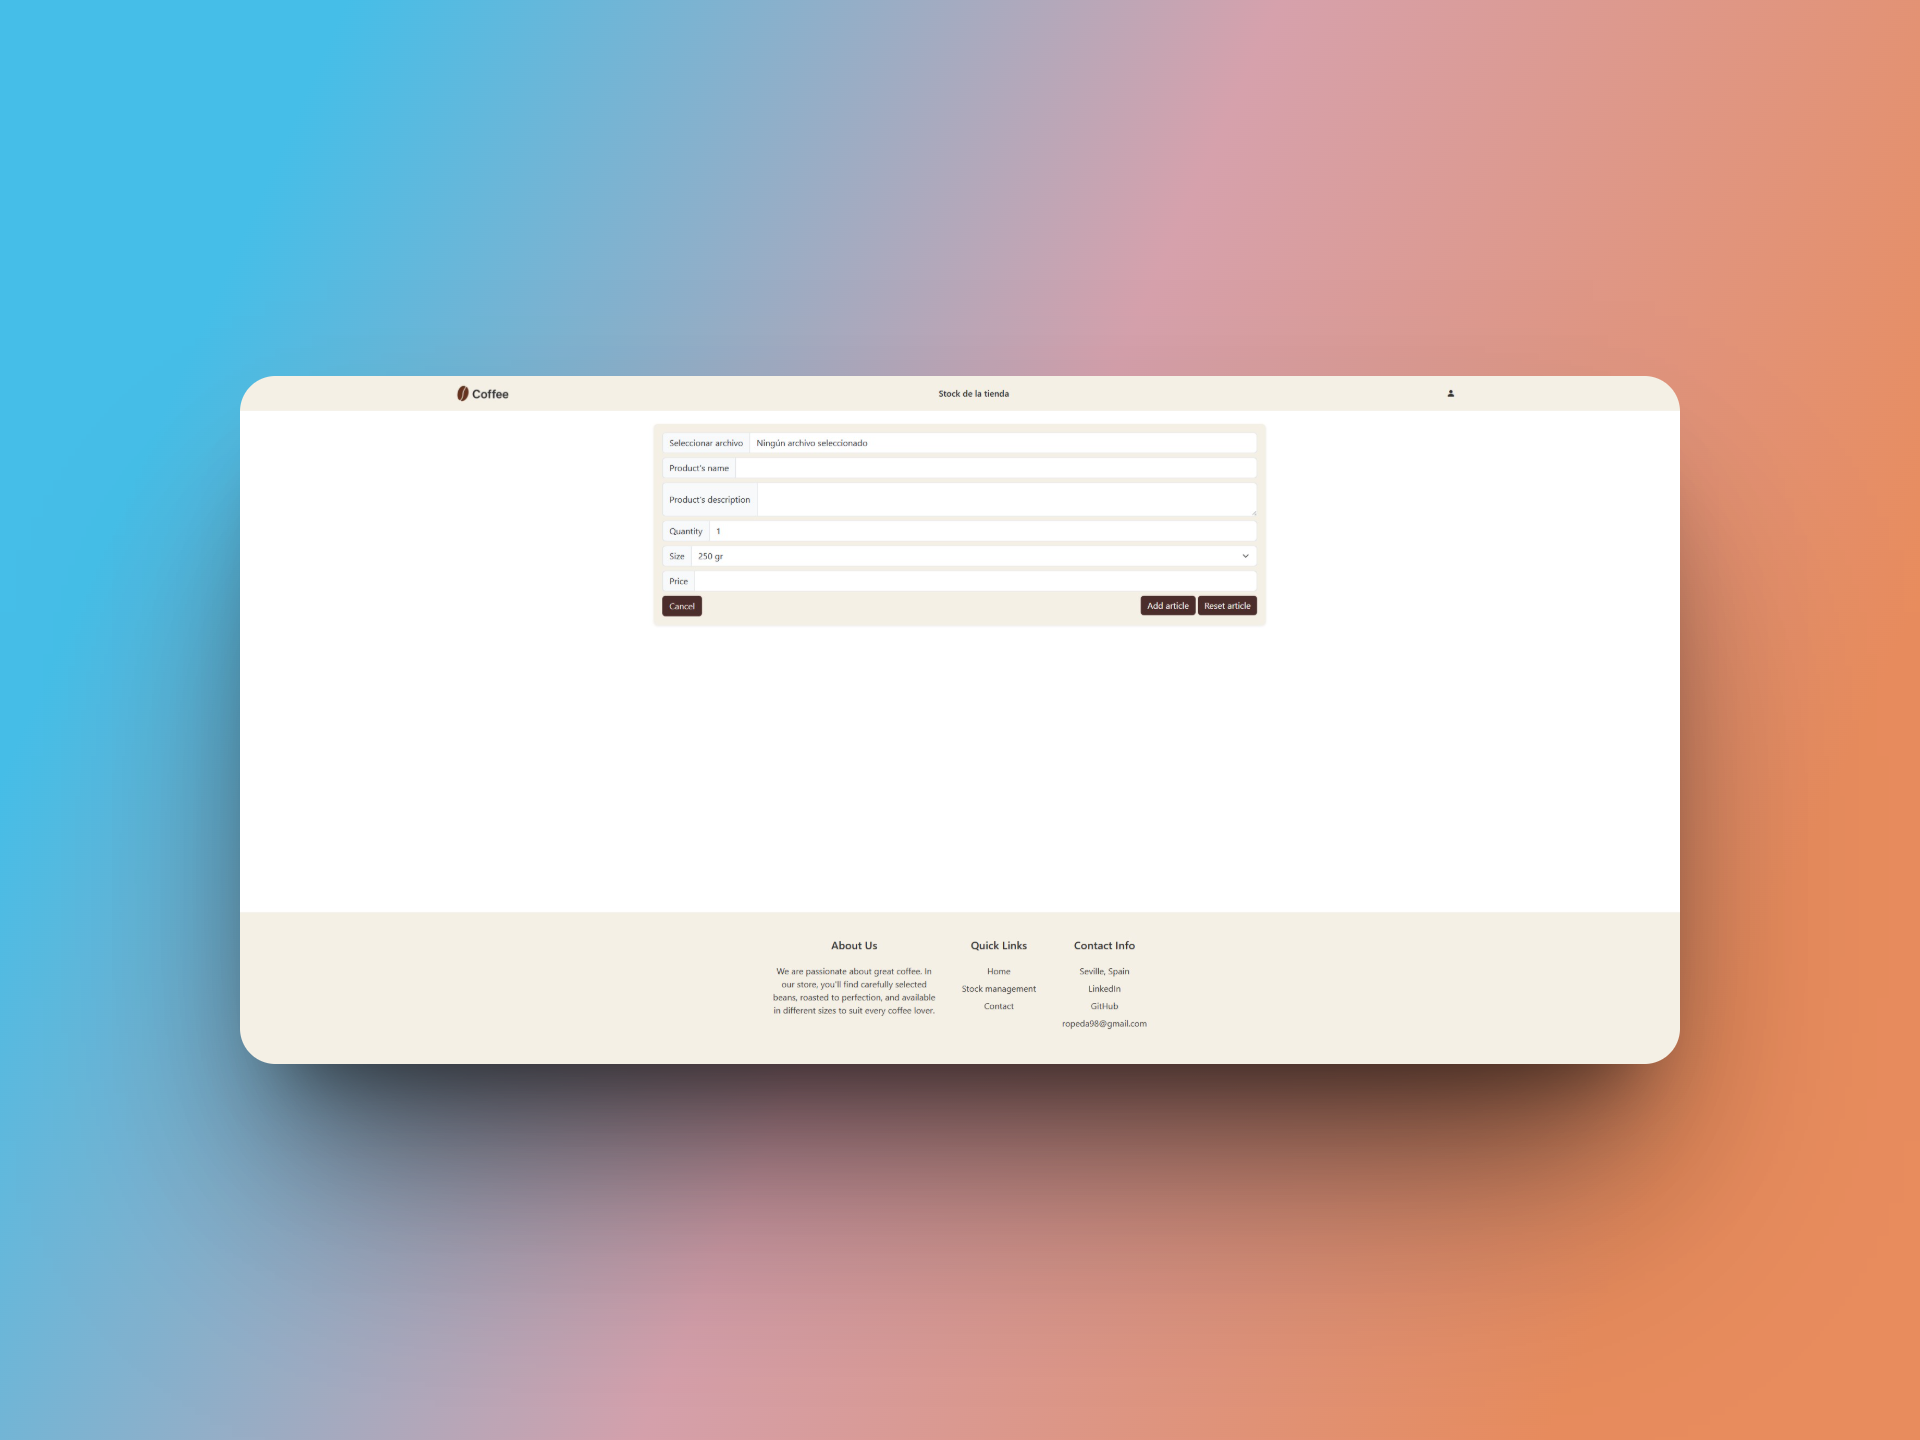 Coffee
Stock de la tienda
Seleccionar archivo Ningún archivo seleccionado
Product's name
Product's description
Quantity 1
Size 250 gr
Price
Cancel Add article Reset article
About Us
We are passionate about great coffee. In
our store, you'll find carefully selected
beans, roasted to perfection, and available
in different sizes to suit every coffee lover.
Quick Links
Home
Stock management
Contact
Contact Info
Seville, Spain
LinkedIn
GitHub
ropeda98@gmail.com